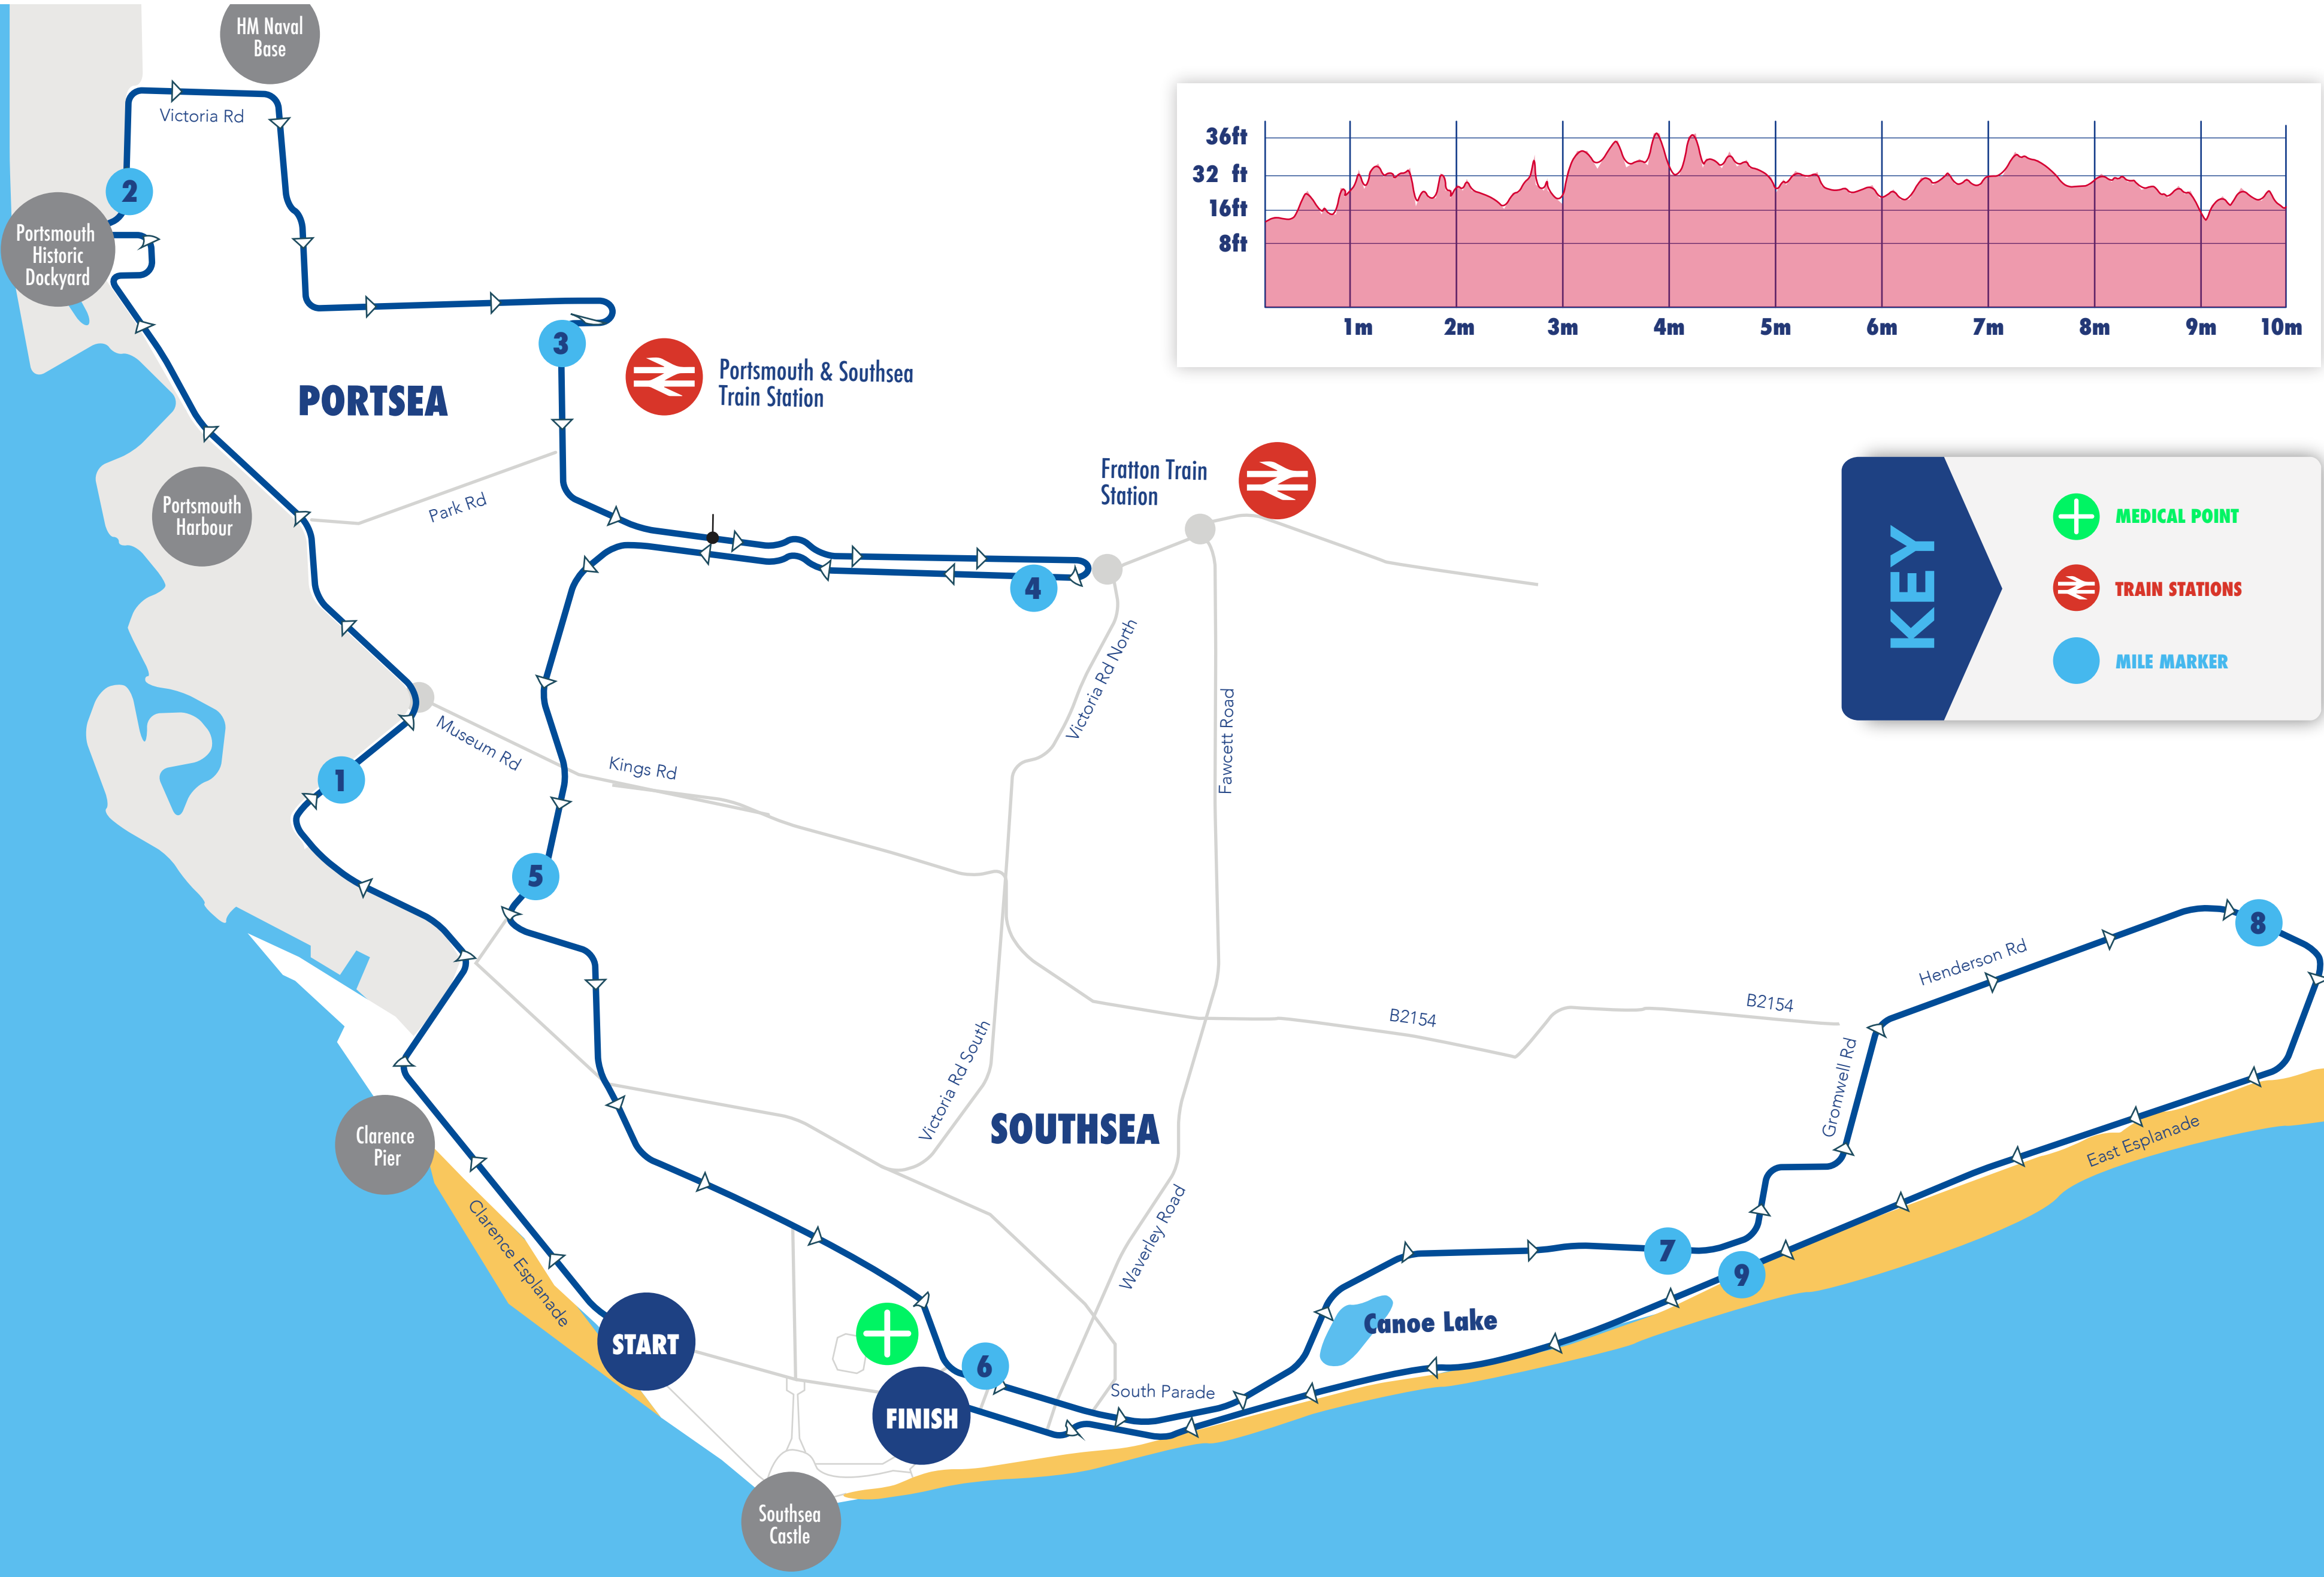 HM Naval
Base
Victoria Rd
2
Portsmouth
Historic
Dockyard
3
Portsmouth & Southsea
Train Station
PORTSEA
Park Rd
Portsmouth
Harbour
Fratton Train
Station
4
Museum Rd
1
Kings Rd
Victoria Rd North
Fawcett Road
5
Victoria Rd South
SOUTHSEA
Waverley Road
B2154
B2154
Henderson Rd
8
Gromwell Rd
East Esplanade
7
9
Canoe Lake
Clarence
Pier
Clarence Esplanade
START
6
South Parade
FINISH
Southsea
Castle
36ft
32 ft
16ft
8ft
1m 2m 3m 4m 5m 6m 7m 8m 9m 10m
KEY
MEDICAL POINT
TRAIN STATIONS
MILE MARKER